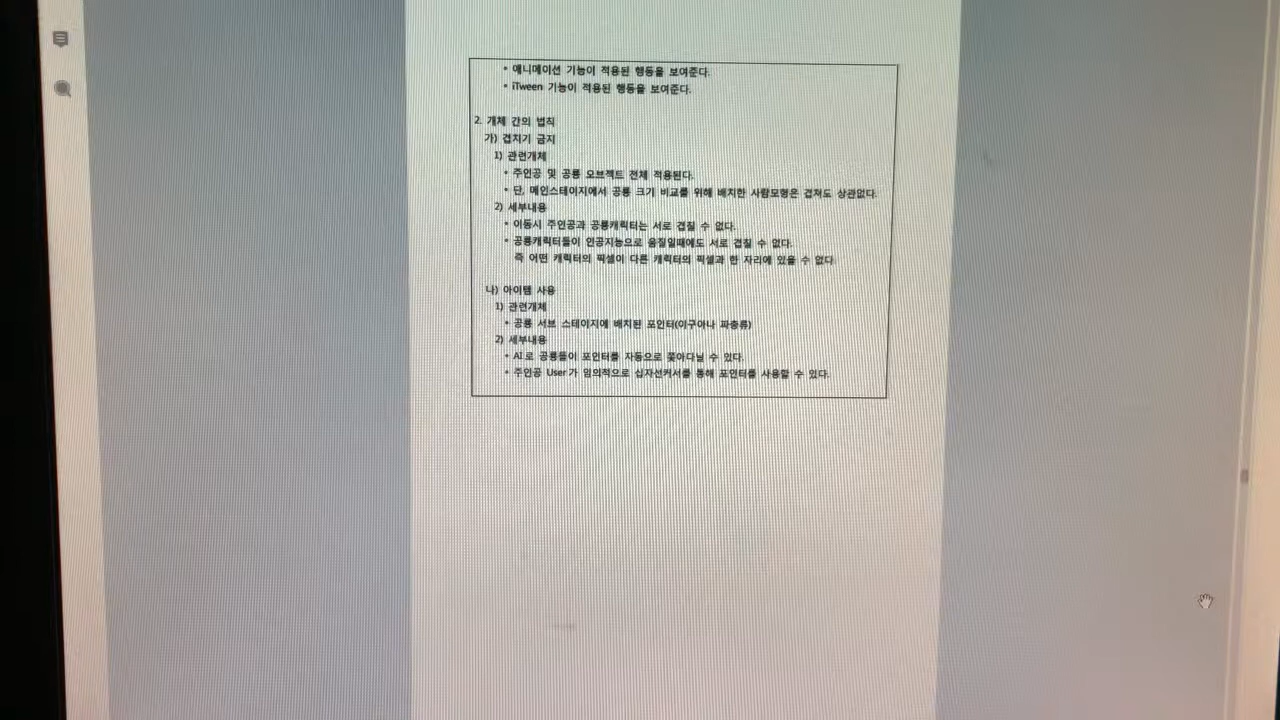 • 애니메이션 기능이 적용된 행동을 보여준다.
• iTween 기능이 적용된 행동을 보여준다.
2. 개체 간의 법칙
가) 겹치기 금지
1) 관련개체
• 주인공 및 공룡 오브젝트 전체 적용된다.
• 단, 메인스테이지에서 공룡 크기 비교를 위해 배치한 사람모형은 겹쳐도 상관없다.
2) 세부내용
• 이동시 주인공과 공룡캐릭터는 서로 겹칠 수 없다.
• 공룡캐릭터들이 인공지능으로 움질일때에도 서로 겹칠 수 없다.
즉 어떤 캐릭터의 픽셀이 다른 캐릭터의 픽셀과 한 자리에 있을 수 없다.
나) 아이템 사용
1) 관련개체
• 공룡 서브 스테이지에 배치된 포인터(이구아나 파충류)
2) 세부내용
• AI로 공룡들이 포인터를 자동으로 쫓아다닐 수 있다.
• 주인공 User가 임의적으로 십자선커서를 통해 포인터를 사용할 수 있다.